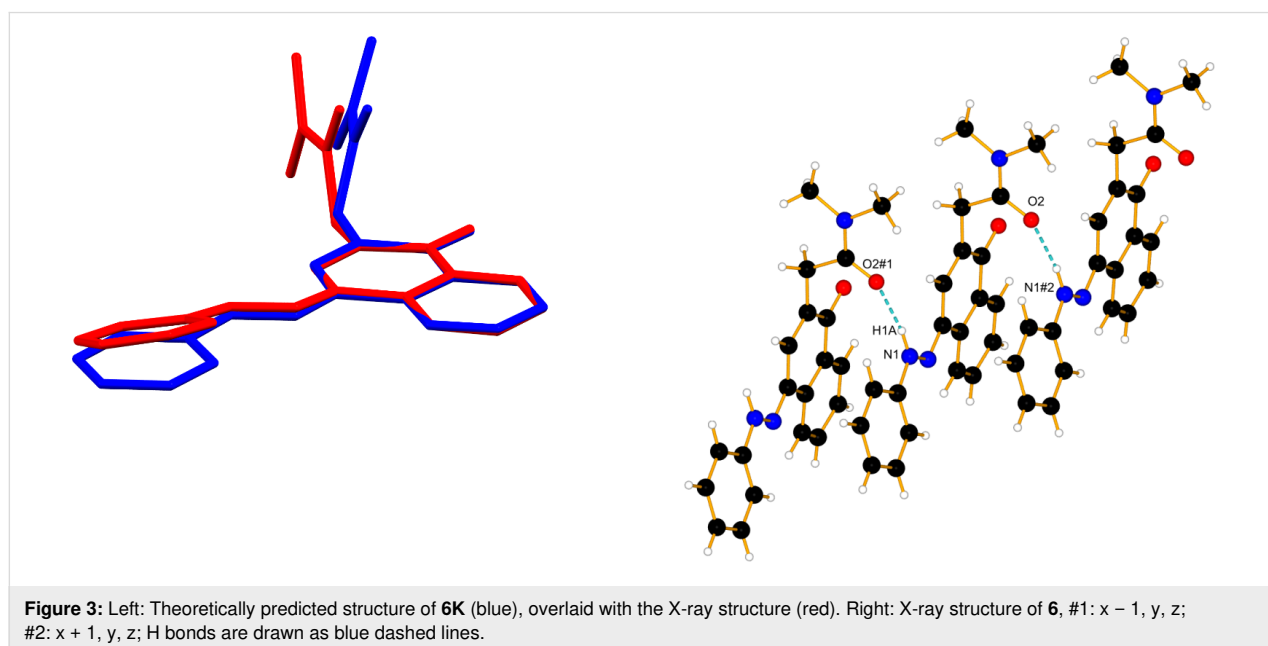 O2
O2#1
N1#2
H1A
N1
Figure 3: Left: Theoretically predicted structure of 6K (blue), overlaid with the X-ray structure (red). Right: X-ray structure of 6, #1: x − 1, y, z;
#2: x + 1, y, z; H bonds are drawn as blue dashed lines.